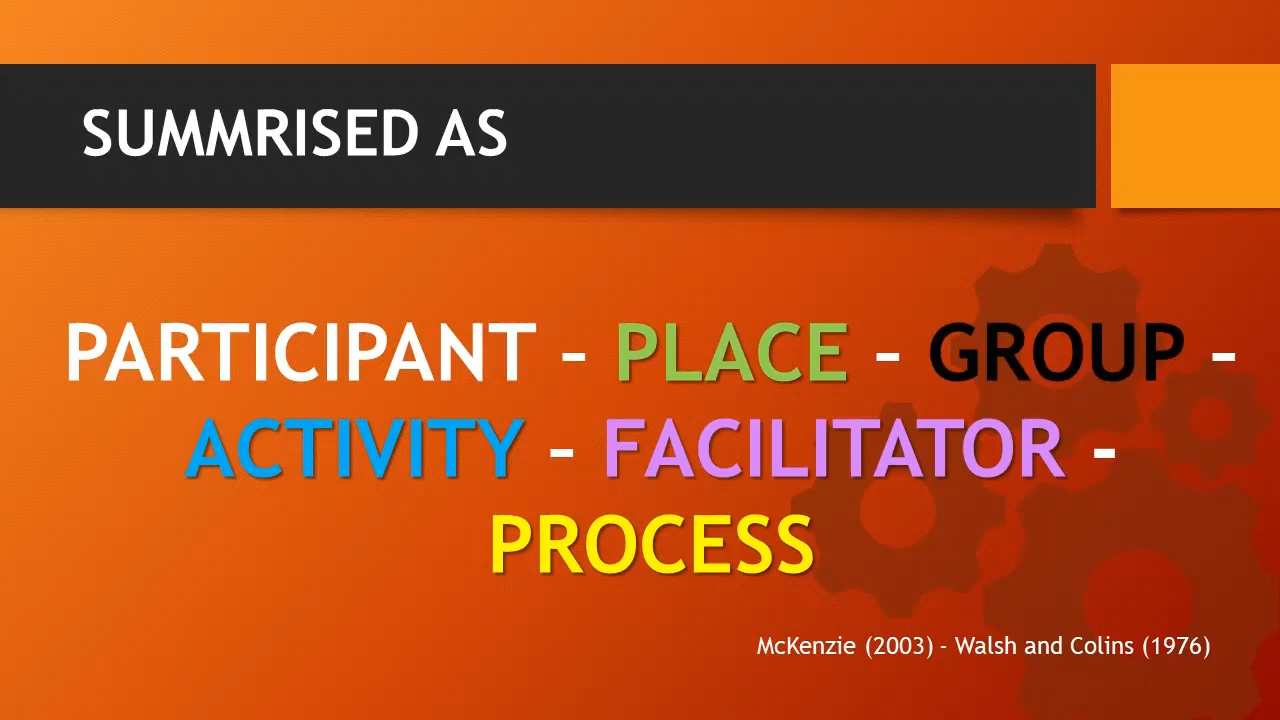 SUMMRISED AS
PARTICIPANT – PLACE – GROUP –
ACTIVITY – FACILITATOR -
PROCESS
McKenzie (2003) - Walsh and Colins (1976)